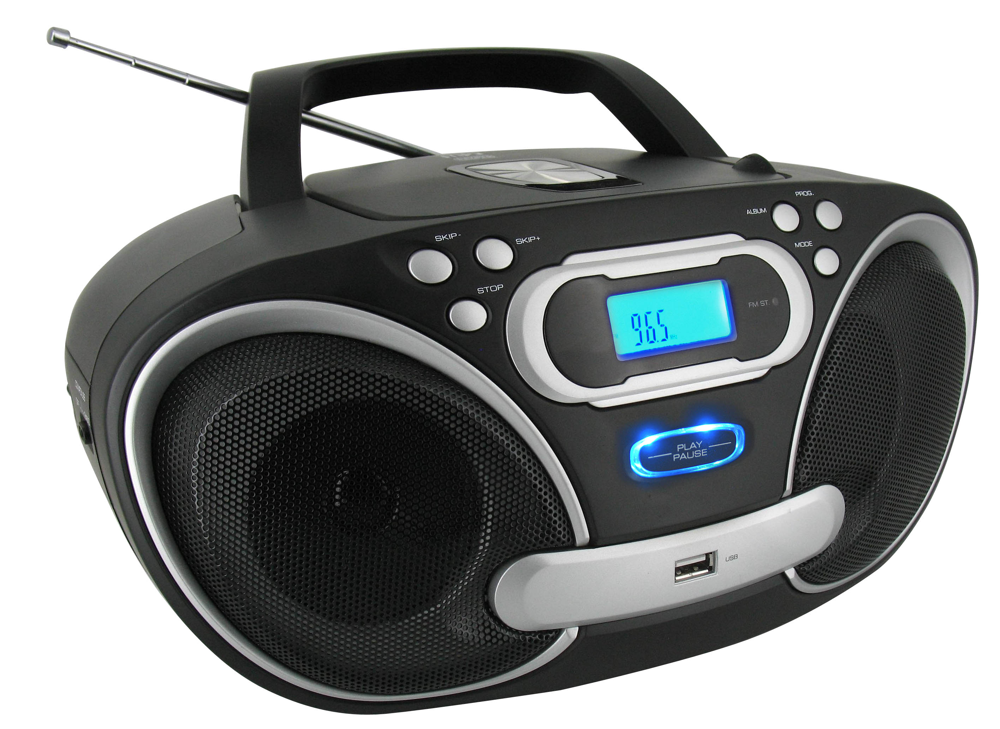 PROG.
ALBUM
SKIP-
SKIP+
MODE
STOP
FM ST.
96.5
MHz
PLAY
PAUSE
USB